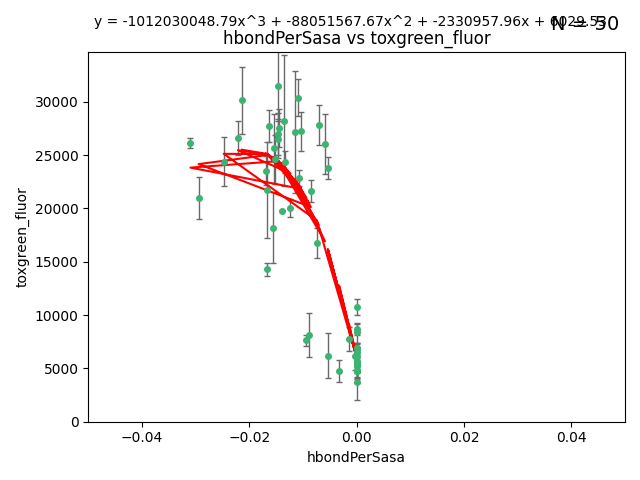 y = -1012030048.79x^3 + -88051567.67x^2 + -2330957.96x + 6029.53
N = 50
hbondPerSasa vs toxgreen_fluor
30000
25000
20000
15000
10000
5000
0
toxgreen_fluor
−0.04 −0.02 0.00 0.02 0.04
hbondPerSasa